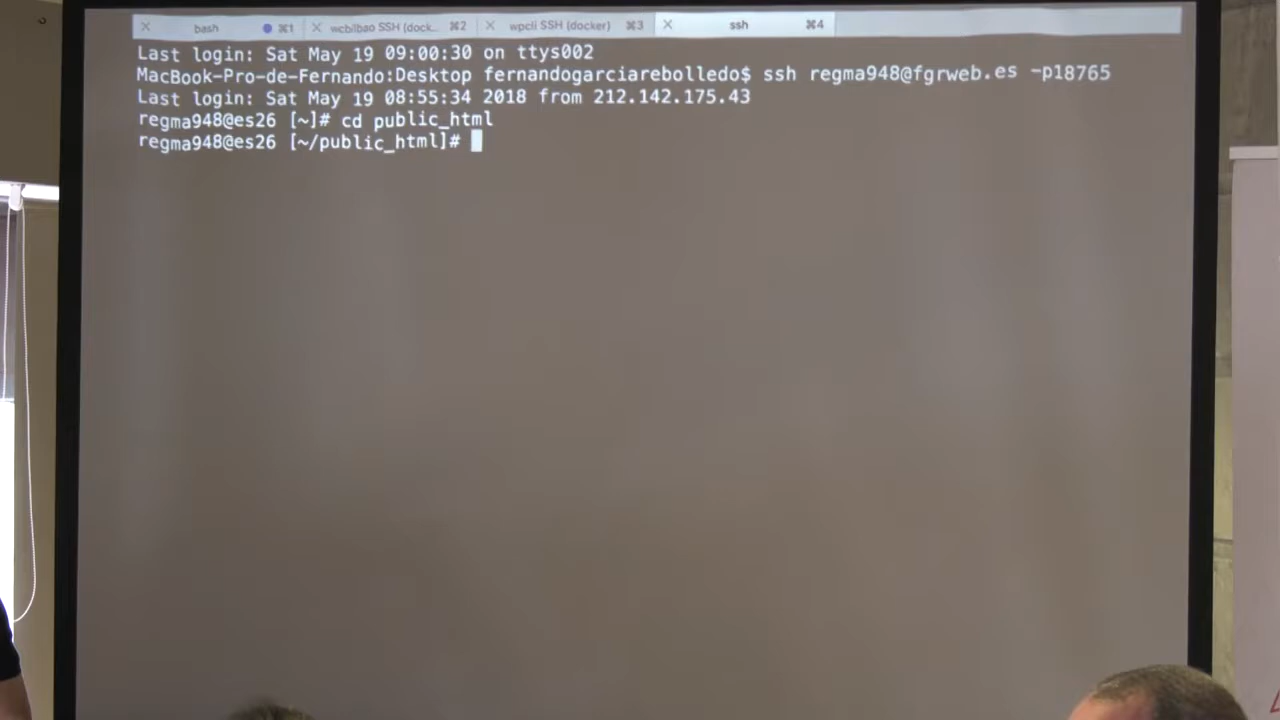 bash ⌘1 wcbilbao SSH (dock... ⌘2 wpcli SSH (docker) ⌘3 ssh ⌘4
Last login: Sat May 19 09:00:30 on ttys002
MacBook-Pro-de-Fernando:Desktop fernandogarciarebolledo$ ssh regma948@fgrweb.es -p18765
Last login: Sat May 19 08:55:34 2018 from 212.142.175.43
regma948@es26 [~]# cd public_html
regma948@es26 [~/public_html]#